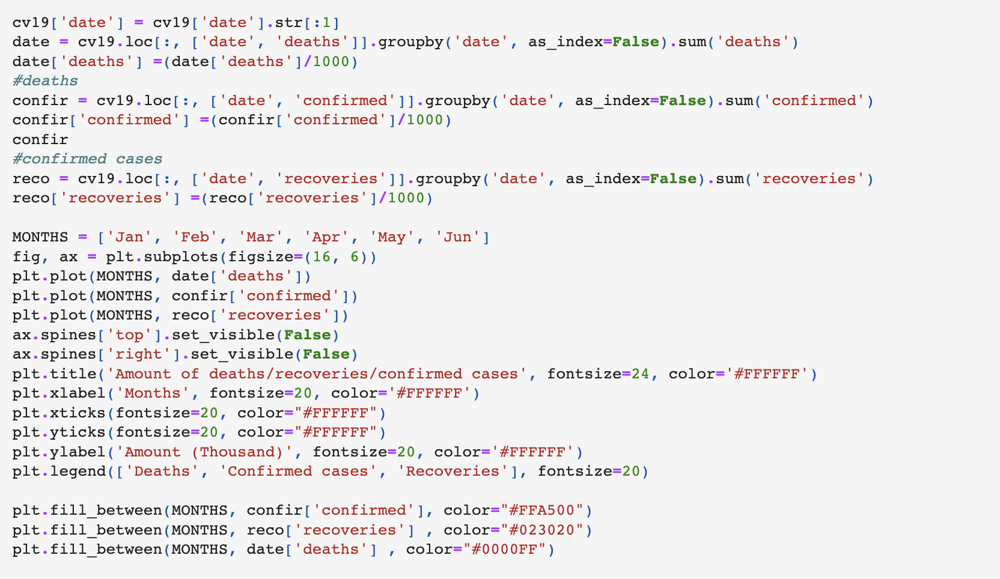 cv19['date'] = cv19['date'].str[:1]
date = cv19.loc[:, ['date', 'deaths']].groupby('date', as_index=False).sum('deaths')
date['deaths'] =(date['deaths']/1000)
#deaths
confir = cv19.loc[:, ['date', 'confirmed']].groupby('date', as_index=False).sum('confirmed')
confir['confirmed'] =(confir['confirmed']/1000)
confir
#confirmed cases
reco = cv19.loc[:, ['date', 'recoveries']].groupby('date', as_index=False).sum('recoveries')
reco['recoveries'] =(reco['recoveries']/1000)

MONTHS = ['Jan', 'Feb', 'Mar', 'Apr', 'May', 'Jun']
fig, ax = plt.subplots(figsize=(16, 6))
plt.plot(MONTHS, date['deaths'])
plt.plot(MONTHS, confir['confirmed'])
plt.plot(MONTHS, reco['recoveries'])
ax.spines['top'].set_visible(False)
ax.spines['right'].set_visible(False)
plt.title('Amount of deaths/recoveries/confirmed cases', fontsize=24, color='#FFFFFF')
plt.xlabel('Months', fontsize=20, color='#FFFFFF')
plt.xticks(fontsize=20, color="#FFFFFF")
plt.yticks(fontsize=20, color="#FFFFFF")
plt.ylabel('Amount (Thousand)', fontsize=20, color='#FFFFFF')
plt.legend(['Deaths', 'Confirmed cases', 'Recoveries'], fontsize=20)

plt.fill_between(MONTHS, confir['confirmed'], color="#FFA500")
plt.fill_between(MONTHS, reco['recoveries'] , color="#023020")
plt.fill_between(MONTHS, date['deaths'] , color="#0000FF")